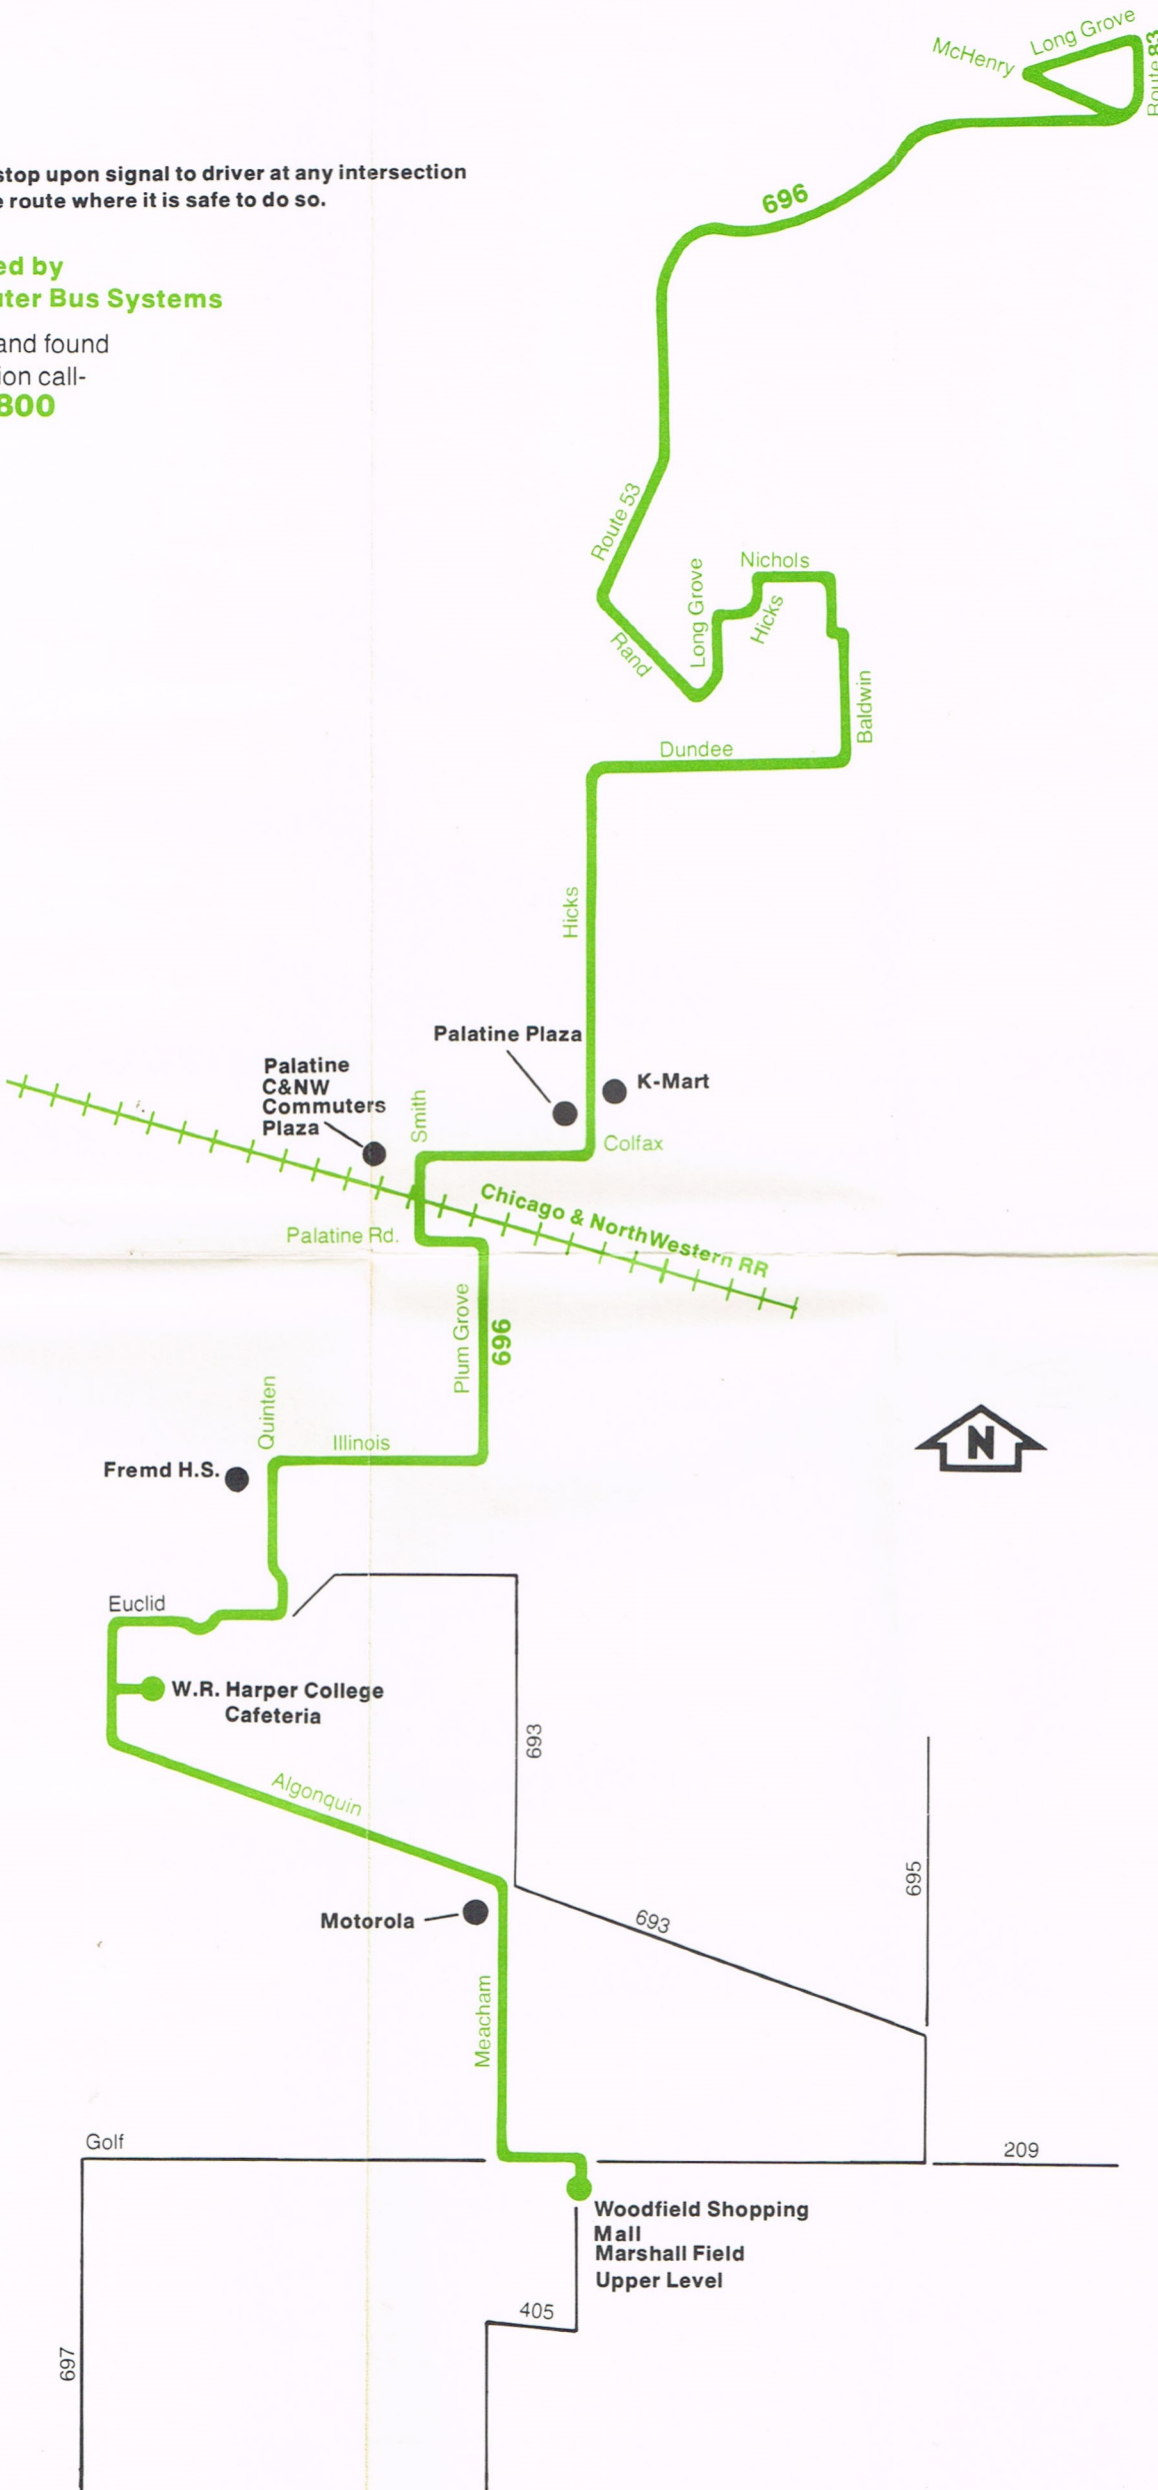 McHenry
Long Grove
Route 83
stop upon signal to driver at any intersection
route where it is safe to do so.
696
ed by
Bus Systems
and found
call-
800
Route 53
Rand
Long Grove
Nichols
Hicks
Baldwin
Dundee
Hicks
Palatine Plaza
K-Mart
Palatine
C&NW
Commuters
Plaza
Smith
Colfax
Chicago & NorthWestern RR
Palatine Rd.
Plum Grove
696
Quinten
Illinois
Fremd H.S.
N
Euclid
W.R. Harper College
Cafeteria
693
Algonquin
695
693
Motorola
Meacham
Golf
209
Woodfield Shopping
Mall
Marshall Field
Upper Level
405
697